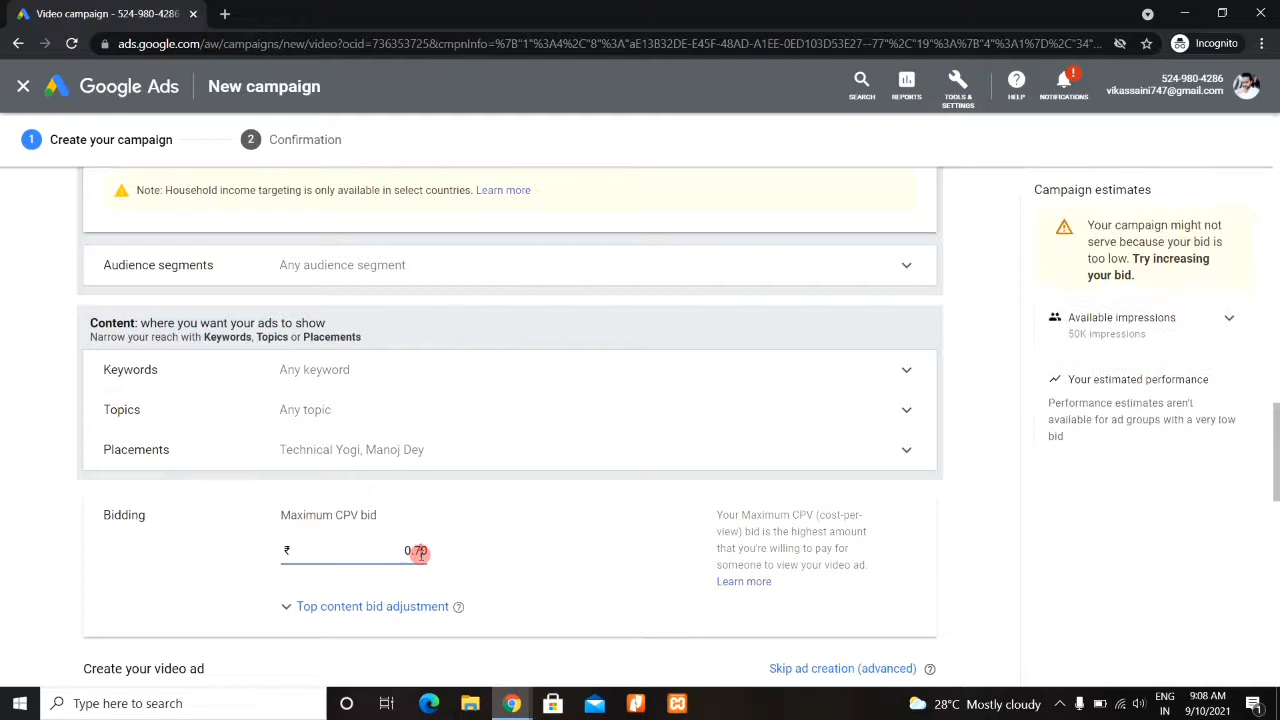 Video campaign - 524-980-4286
ads.google.com/aw/campaigns/new/video?ocid=736353725&cmpnInfo=%7B"1"%3A4%2C"8"%3A"aE13B32DE-E45F-48AD-A1EE-0ED103D53E27--77"%2C"19"%3A%7B"4"%3A1%7D%2C"34"...
Incognito
Google Ads
New campaign
SEARCH
REPORTS
TOOLS & SETTINGS
HELP
NOTIFICATIONS
524-980-4286
vikassaini747@gmail.com
1 Create your campaign
2 Confirmation
Note: Household income targeting is only available in select countries. Learn more
Audience segments Any audience segment
Content: where you want your ads to show
Narrow your reach with Keywords, Topics or Placements
Keywords Any keyword
Topics Any topic
Placements Technical Yogi, Manoj Dey
Bidding
Maximum CPV bid
₹ 0.70
Top content bid adjustment
Your Maximum CPV (cost-per-
view) bid is the highest amount
that you're willing to pay for
someone to view your video ad.
Learn more
Create your video ad
Skip ad creation (advanced)
Campaign estimates
Your campaign might not
serve because your bid is
too low. Try increasing
your bid.
Available impressions
50K impressions
Your estimated performance
Performance estimates aren't
available for ad groups with a very low
bid
Type here to search
28°C Mostly cloudy
ENG
IN
9:08 AM
9/10/2021